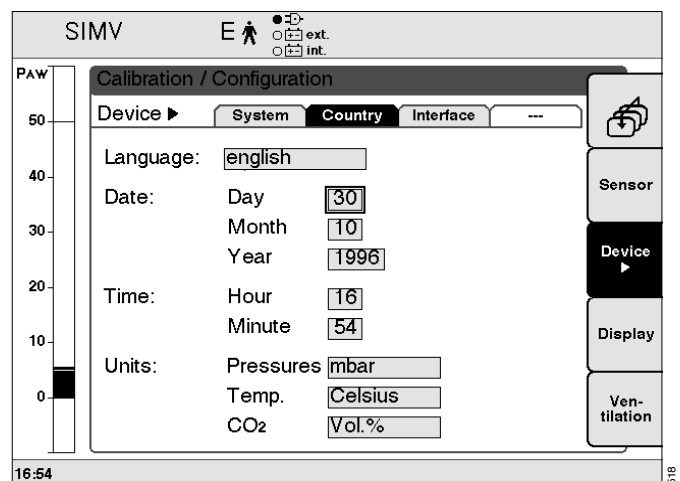 SIMV E
ext.
int.
PAW
Calibration / Configuration
Device ▶ System Country Interface ---
50
Language: english
40
Sensor
Date: Day 30
Month 10
30
Year 1996
Device
▶
20
Time: Hour 16
Minute 54
10
Display
Units: Pressures mbar
Temp. Celsius
0
Ven-
tilation
CO2 Vol.%
16:54